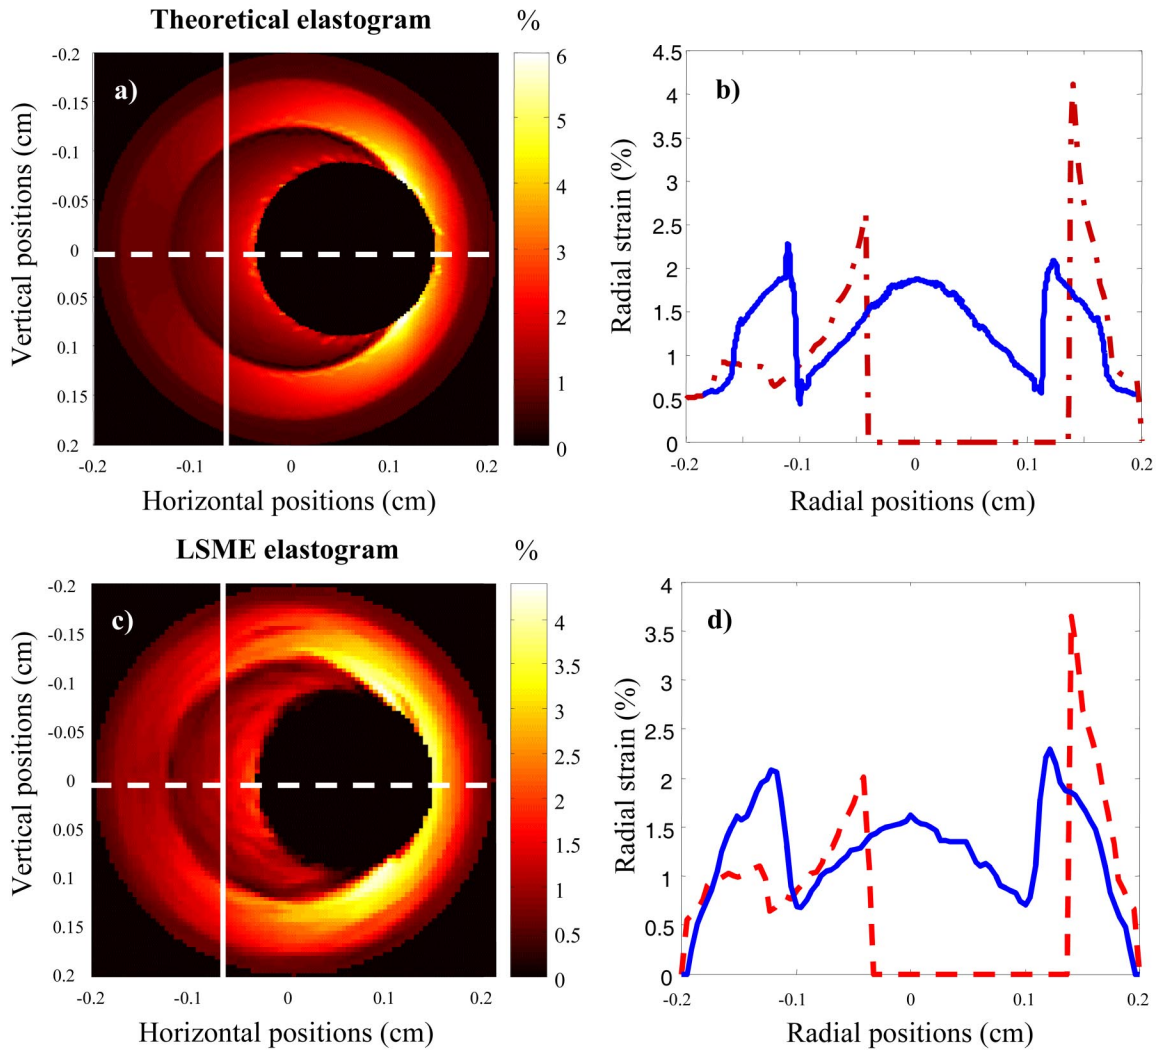 Theoretical elastogram %
a)
-0.2
-0.15
-0.1
-0.05
0
0.05
0.1
0.15
0.2
Vertical positions (cm)
-0.2 -0.1 0 0.1 0.2
Horizontal positions (cm)
6
5
4
3
2
1
0
b)
4.5
4
3.5
3
2.5
2
1.5
1
0.5
0
Radial strain (%)
-0.2 -0.1 0 0.1 0.2
Radial positions (cm)
LSME elastogram %
c)
-0.2
-0.15
-0.1
-0.05
0
0.05
0.1
0.15
0.2
Vertical positions (cm)
-0.2 -0.1 0 0.1 0.2
Horizontal positions (cm)
4
3.5
3
2.5
2
1.5
1
0.5
0
d)
4
3.5
3
2.5
2
1.5
1
0.5
0
Radial strain (%)
-0.2 -0.1 0 0.1 0.2
Radial positions (cm)